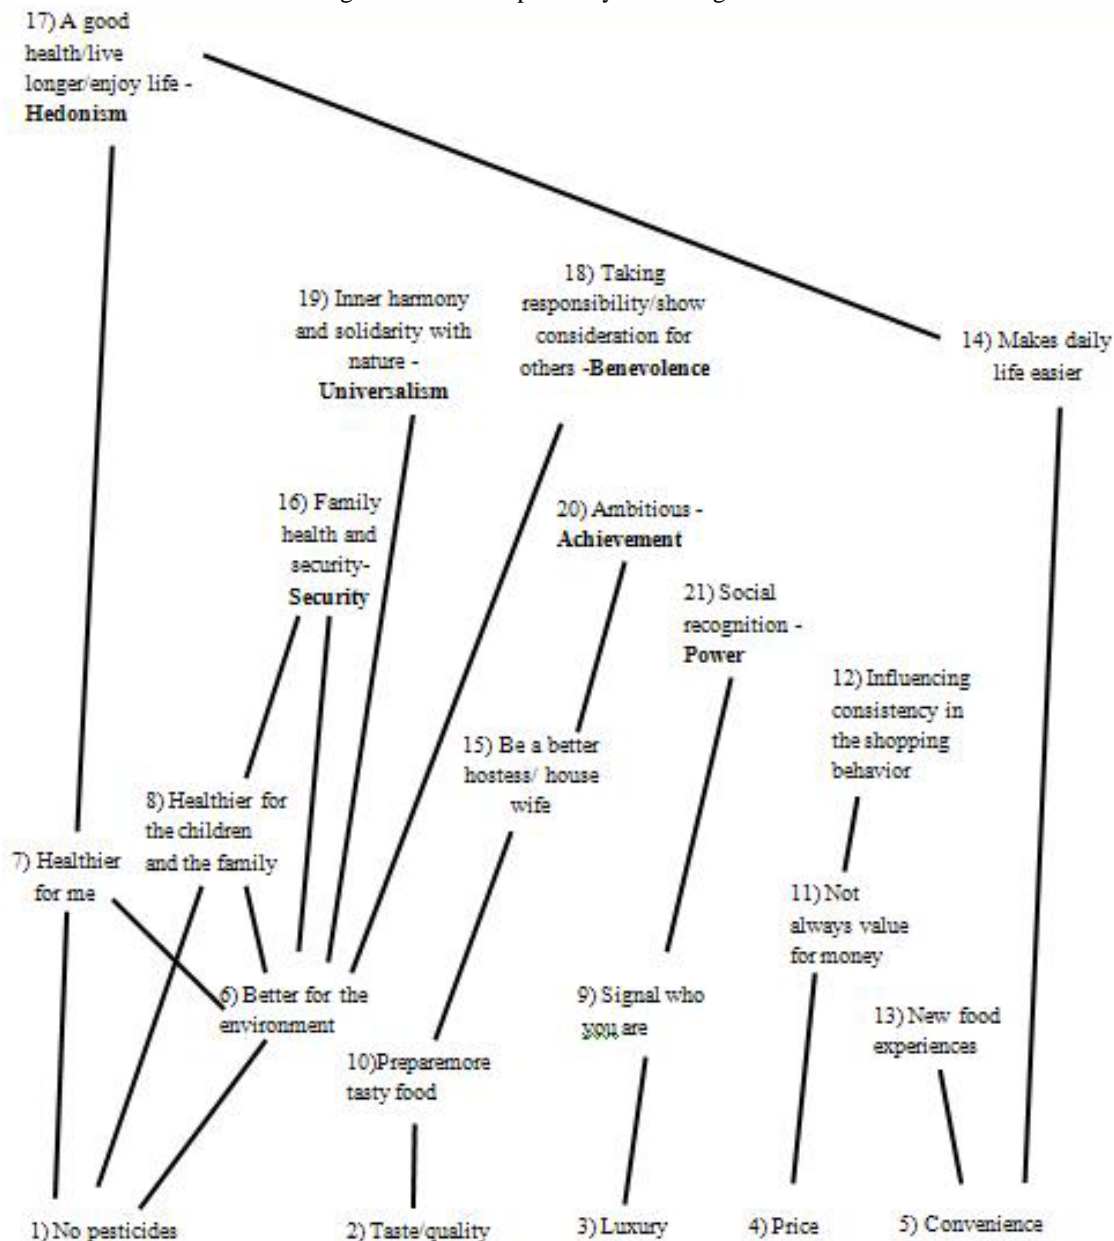 17) A good
health/live
longer/enjoy life -
Hedonism
18) Taking
responsibility/show
consideration for
others -Benevolence
19) Inner harmony
and solidarity with
nature -
Universalism
14) Makes daily
life easier
16) Family
health and
security-
Security
20) Ambitious -
Achievement
21) Social
recognition -
Power
12) Influencing
consistency in
the shopping
behavior
15) Be a better
hostess/ house
wife
8) Healthier for
the children
and the family
7) Healthier
for me
11) Not
always value
for money
6) Better for the
environment
9) Signal who
you are
13) New food
experiences
10)Preparemore
tasty food
1) No pesticides
2) Taste/quality
3) Luxury
4) Price
5) Convenience